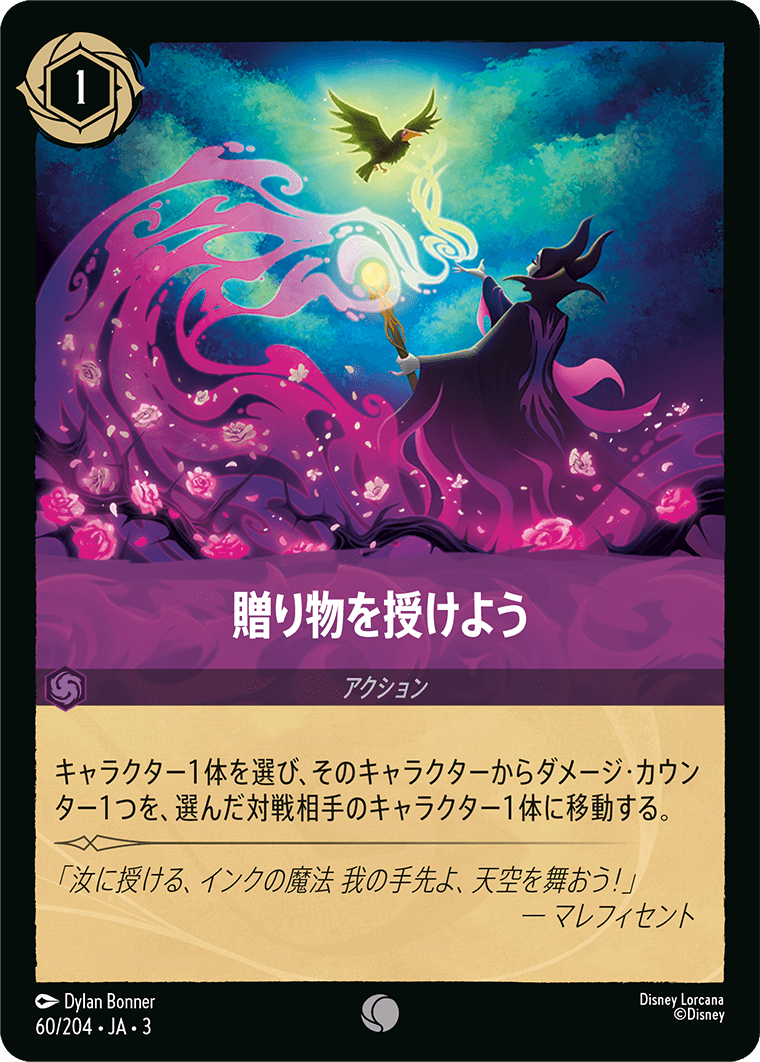 1
贈り物を授けよう
アクション
キャラクター1体を選び、そのキャラクターからダメージ・カウン
ター1つを、選んだ対戦相手のキャラクター1体に移動する。
「汝に授ける、インクの魔法 我の手先よ、天空を舞おう!」
— マレフィセント
Dylan Bonner
60/204 • JA • 3
Disney Lorcana
©Disney